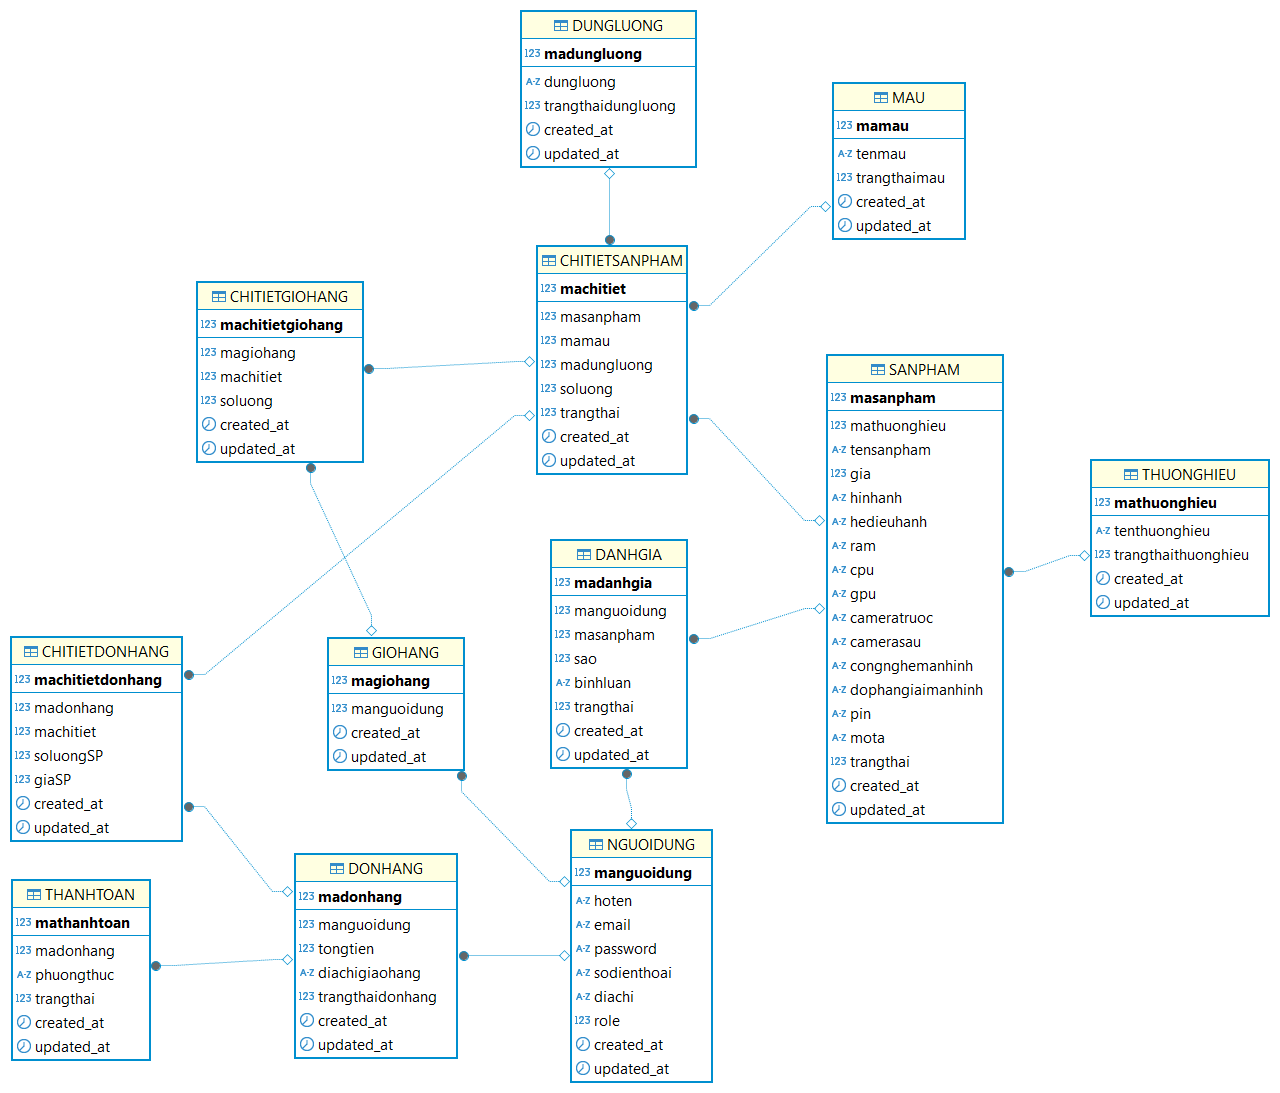 DUNGLUONG
123 madungluong
A-Z dungluong
123 trangthaidungluong
created_at
updated_at
MAU
123 mamau
A-Z tenmau
123 trangthaimau
created_at
updated_at
CHITIETSANPHAM
123 machitiet
123 masanpham
123 mamau
123 madungluong
123 soluong
123 trangthai
created_at
updated_at
CHITIETGIOHANG
123 machitietgiohang
123 magiohang
123 machitiet
123 soluong
created_at
updated_at
SANPHAM
123 masanpham
123 mathuonghieu
A-Z tensanpham
123 gia
A-Z hinhanh
A-Z hedieuhanh
A-Z ram
A-Z cpu
A-Z gpu
A-Z cameratruoc
A-Z camerasau
A-Z congnghemanhinh
A-Z dophangiaimanhinh
A-Z pin
A-Z mota
123 trangthai
created_at
updated_at
THUONGHIEU
123 mathuonghieu
A-Z tenthuonghieu
123 trangthaithuonghieu
created_at
updated_at
DANHGIA
123 madanhgia
123 manguoidung
123 masanpham
123 sao
A-Z binhluan
123 trangthai
created_at
updated_at
CHITIETDONHANG
123 machitietdonhang
123 madonhang
123 machitiet
123 soluongSP
123 giaSP
created_at
updated_at
GIOHANG
123 magiohang
123 manguoidung
created_at
updated_at
NGUOIDUNG
123 manguoidung
A-Z hoten
A-Z email
A-Z password
A-Z sodienthoai
A-Z diachi
123 role
created_at
updated_at
DONHANG
123 madonhang
123 manguoidung
123 tongtien
A-Z diachigiaohang
123 trangthaidonhang
created_at
updated_at
THANHTOAN
123 mathanhtoan
123 madonhang
A-Z phuongthuc
123 trangthai
created_at
updated_at